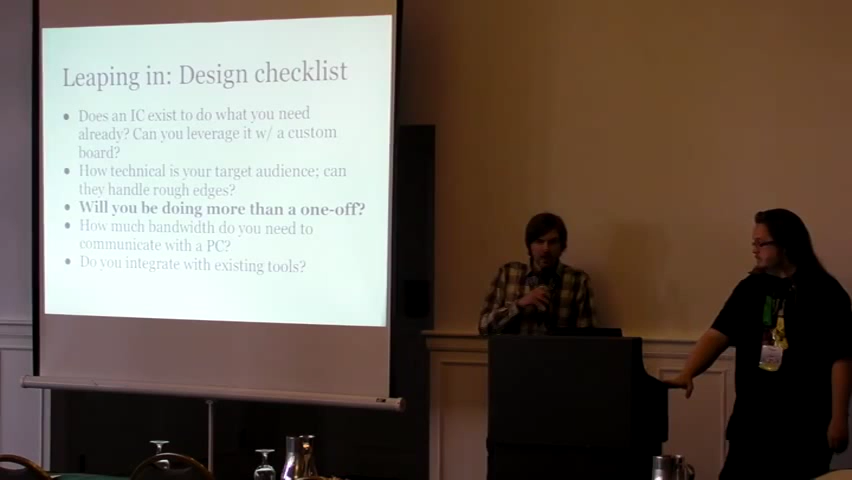 Leaping in: Design checklist
• Does an IC exist to do what you need
already? Can you leverage it w/ a custom
board?
• How technical is your target audience; can
they handle rough edges?
• Will you be doing more than a one-off?
• How much bandwidth do you need to
communicate with a PC?
• Do you integrate with existing tools?